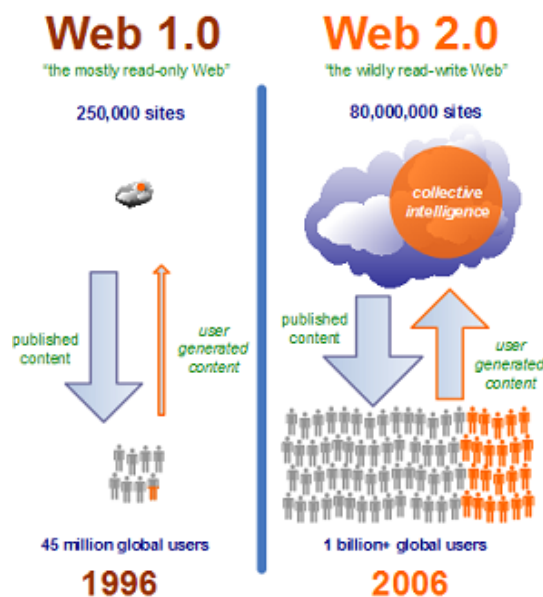 Web 1.0
"the mostly read-only Web"
250,000 sites
published
content
user
generated
content
45 million global users
1996
Web 2.0
"the wildly read-write Web"
80,000,000 sites
collective
intelligence
published
content
user
generated
content
1 billion+ global users
2006